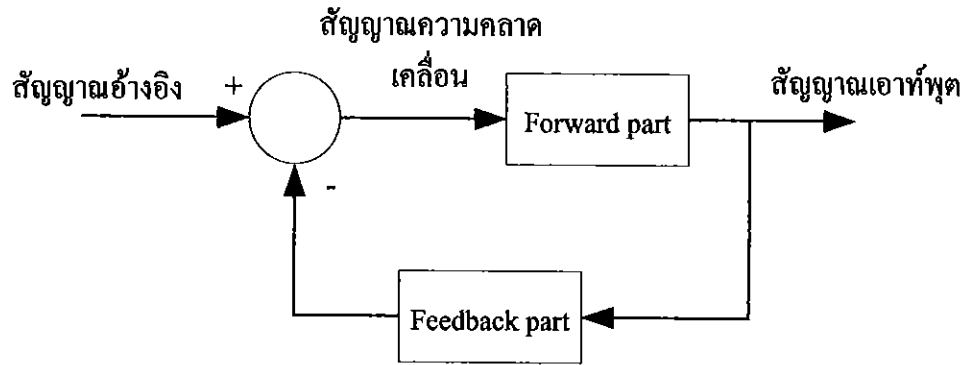 สัญญาณความคลาด
เคลื่อน
สัญญาณอ้างอิง
+
สัญญาณเอาท์พุต
Forward part
-
Feedback part